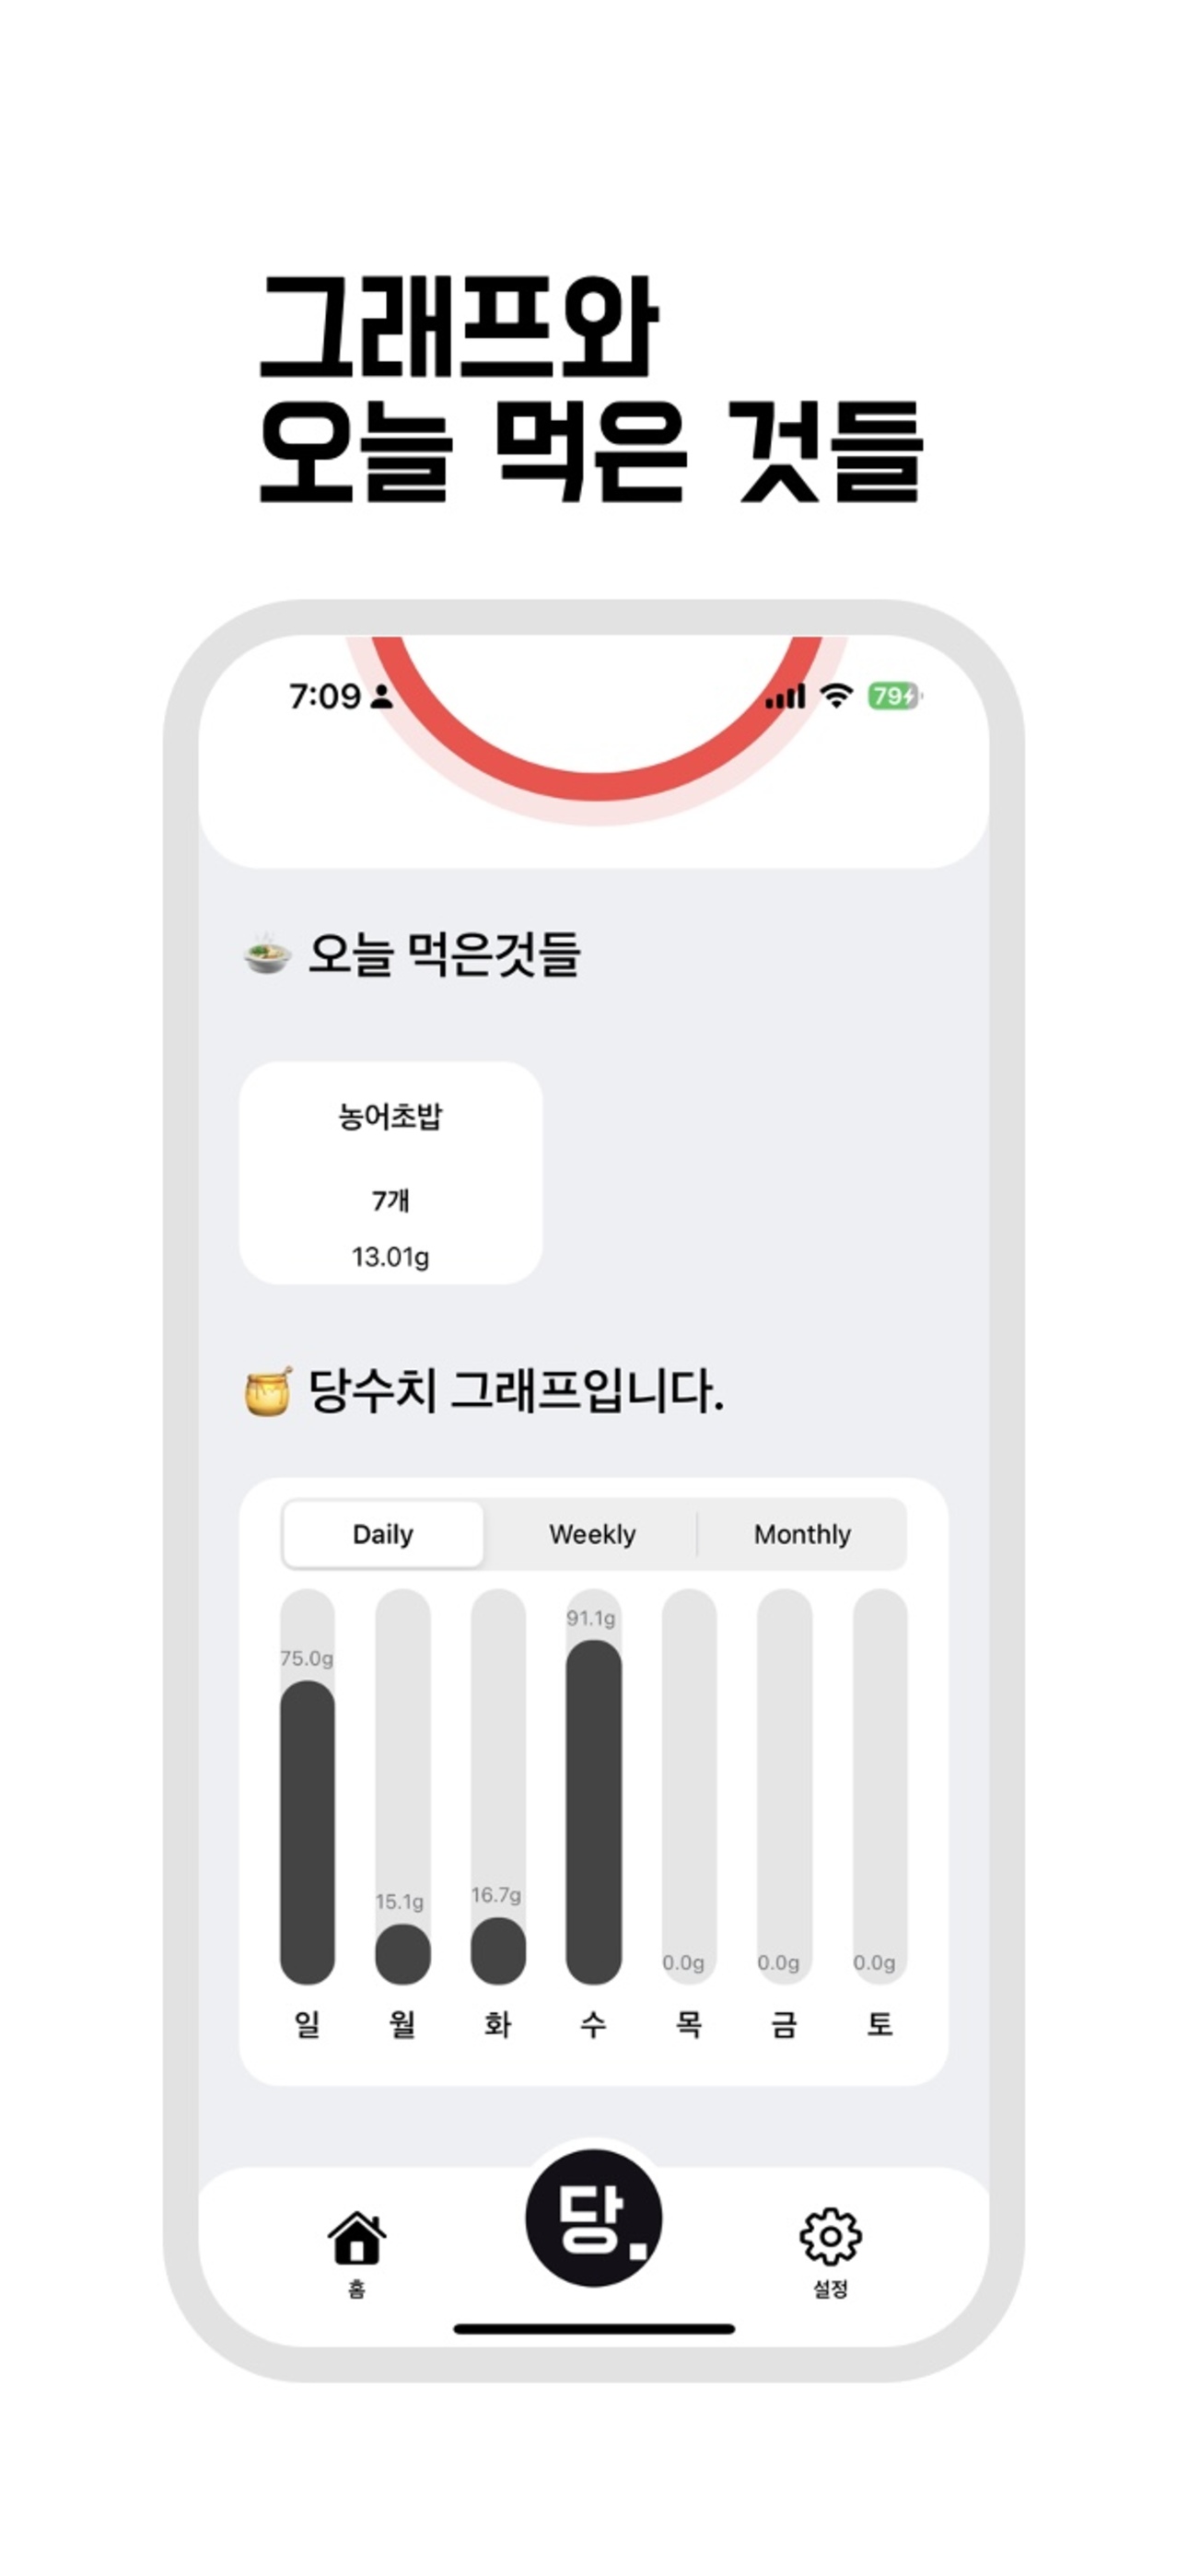 그래프와
오늘 먹은 것들
7:09
79
오늘 먹은것들
농어초밥
7개
13.01g
당수치 그래프입니다.
Daily Weekly Monthly
75.0g 15.1g 16.7g 91.1g 0.0g 0.0g 0.0g
일 월 화 수 목 금 토
당.
홈 설정